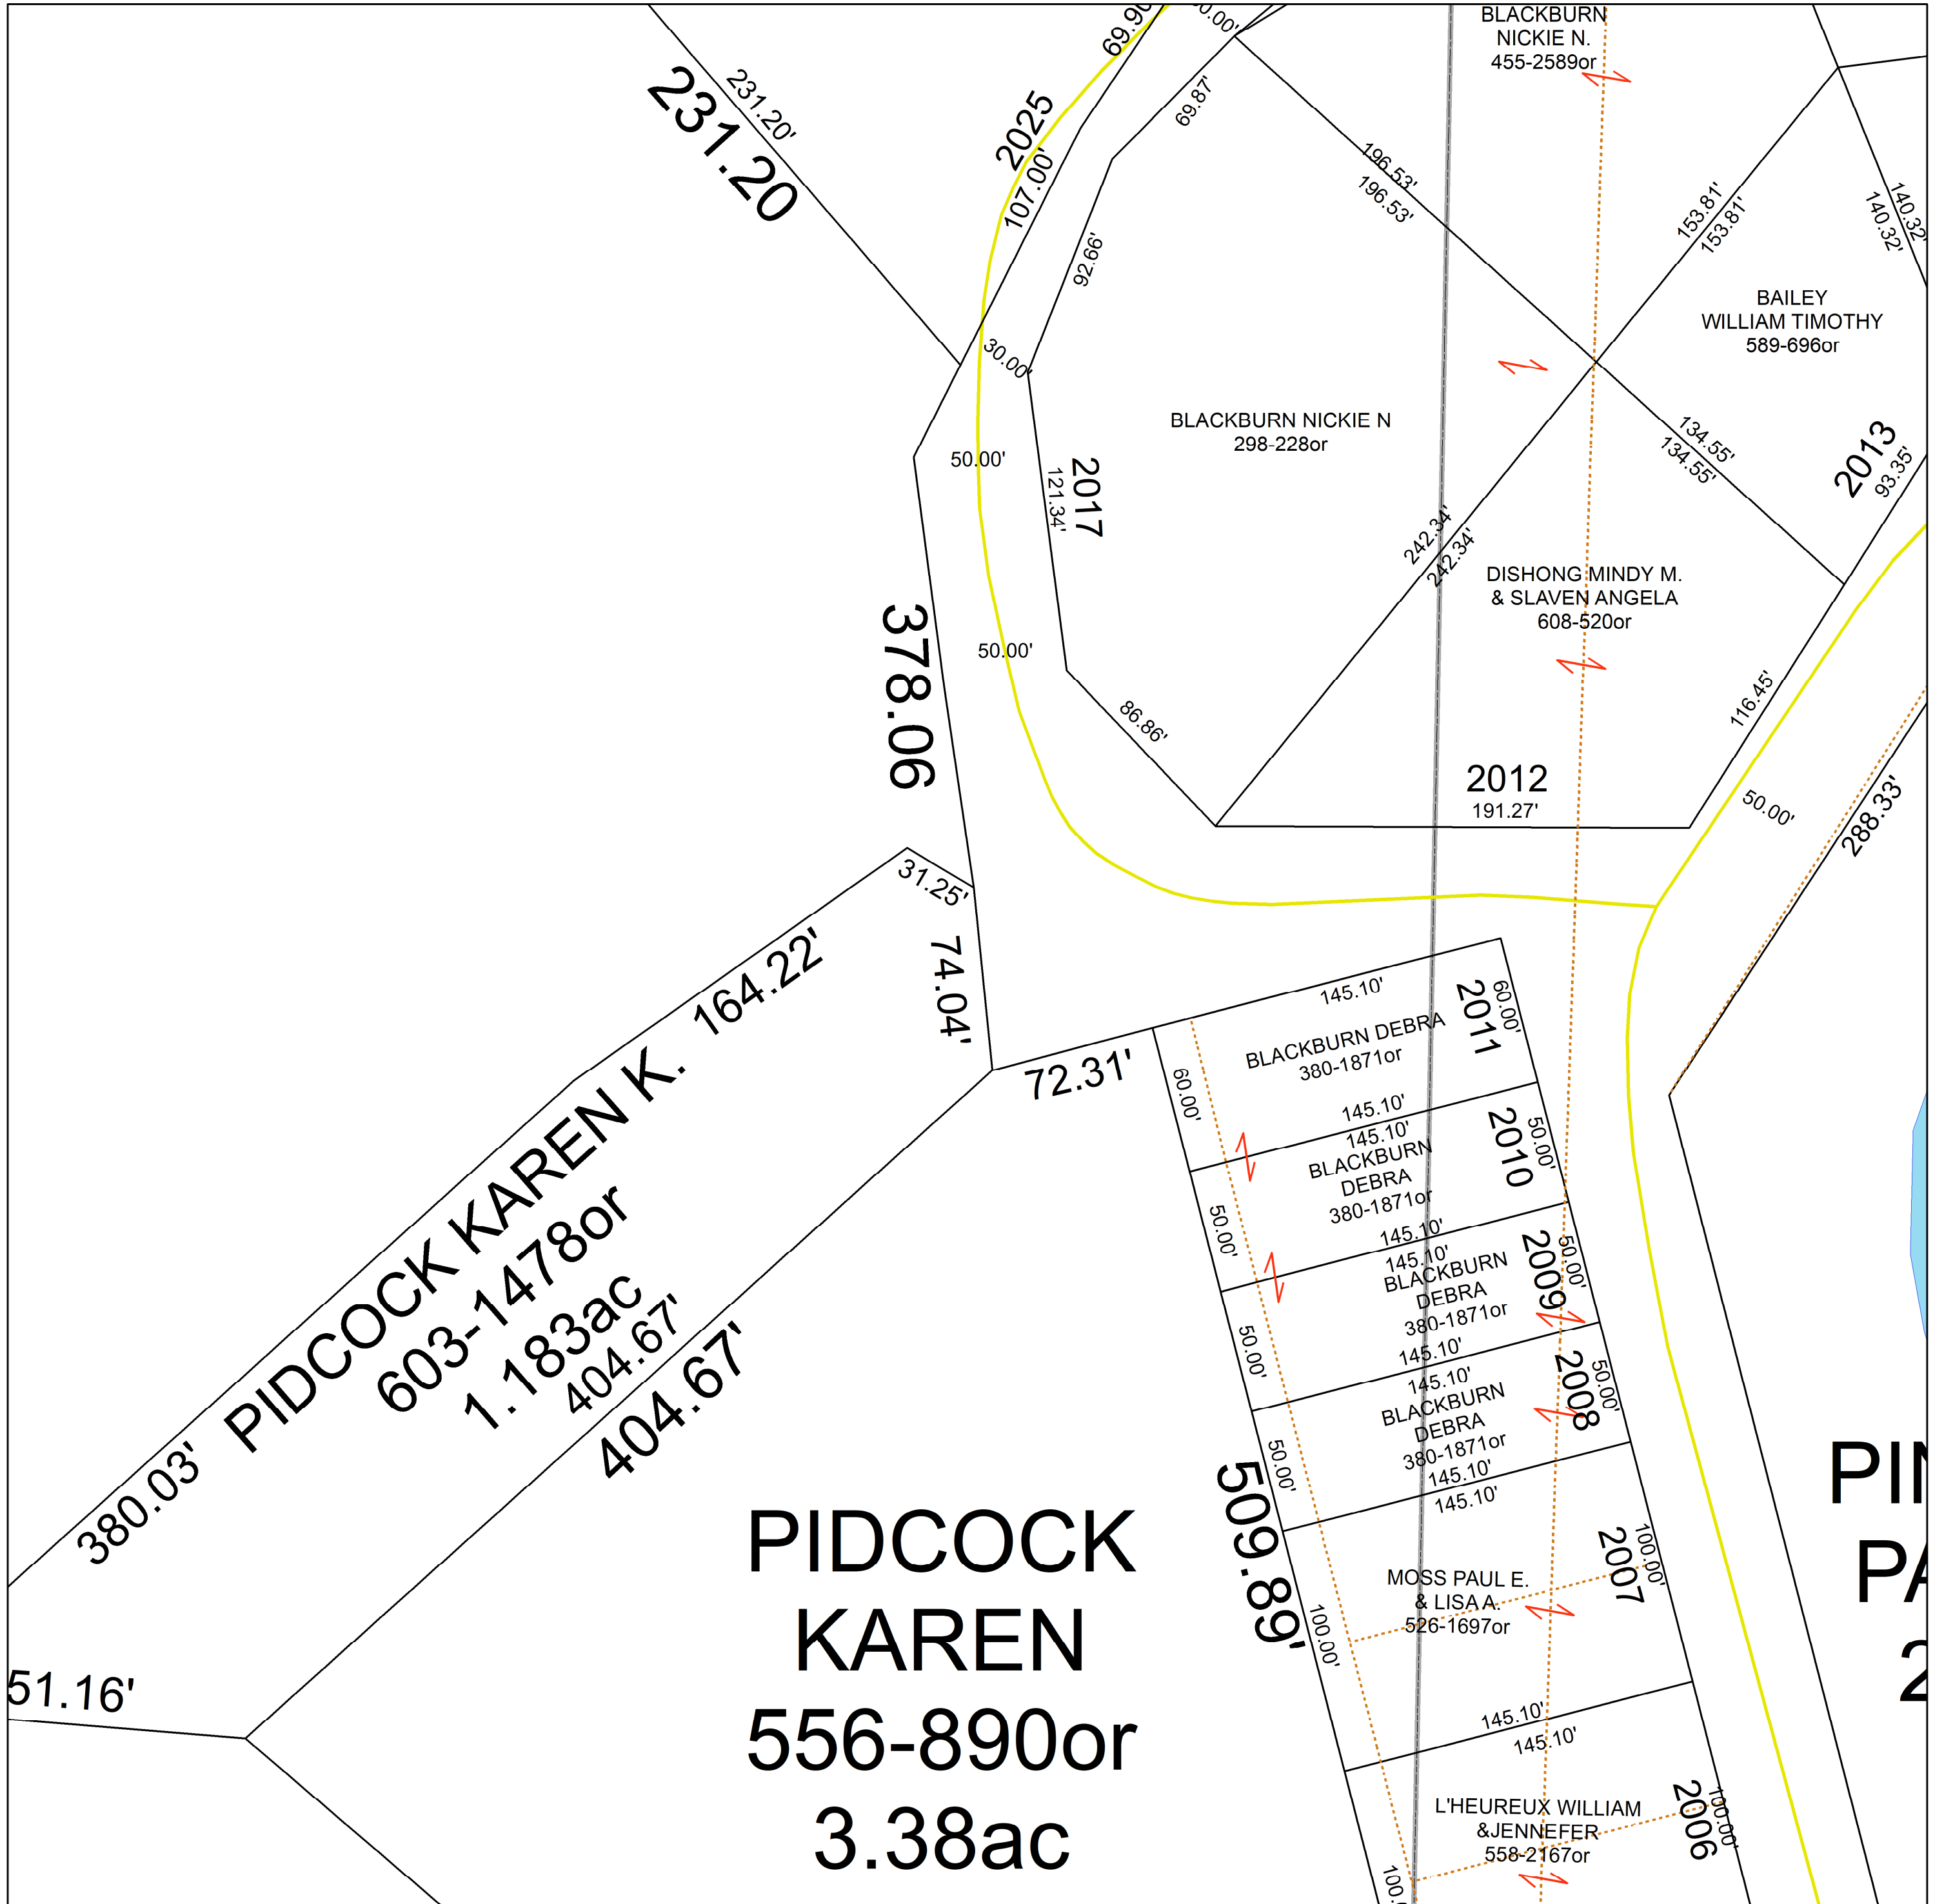 BLACKBURN
NICKIE N.
455-2589or
69.90
231.20'
231.20
2025
107.00'
69.87'
92.66'
196.53'
196.53'
153.81'
153.81'
140.32'
140.32'
BAILEY
WILLIAM TIMOTHY
589-696or
30.00'
50.00'
2017
121.34'
BLACKBURN NICKIE N
298-228or
134.55'
134.55'
2013
93.35'
242.34'
242.34'
DISHONG MINDY M.
& SLAVEN ANGELA
608-520or
378.06
50.00'
86.86'
116.45'
2012
191.27'
50.00'
288.33'
31.25'
164.22'
74.04'
72.31'
145.10'
2011
60.00'
BLACKBURN DEBRA
380-1871or
60.00'
145.10'
145.10'
2010
50.00'
BLACKBURN
DEBRA
380-1871or
50.00'
145.10'
145.10'
2009
50.00'
BLACKBURN
DEBRA
380-1871or
50.00'
145.10'
145.10'
2008
50.00'
BLACKBURN
DEBRA
380-1871or
50.00'
145.10'
145.10'
PIDCOCK KAREN K.
603-1478or
1.183ac
404.67'
404.67'
380.03'
509.89'
2007
100.00'
MOSS PAUL E.
& LISA A.
526-1697or
100.00'
145.10'
145.10'
PIDCOCK
KAREN
556-890or
3.38ac
51.16'
2006
100.00'
L'HEUREUX WILLIAM
&JENNEFER
558-2167or